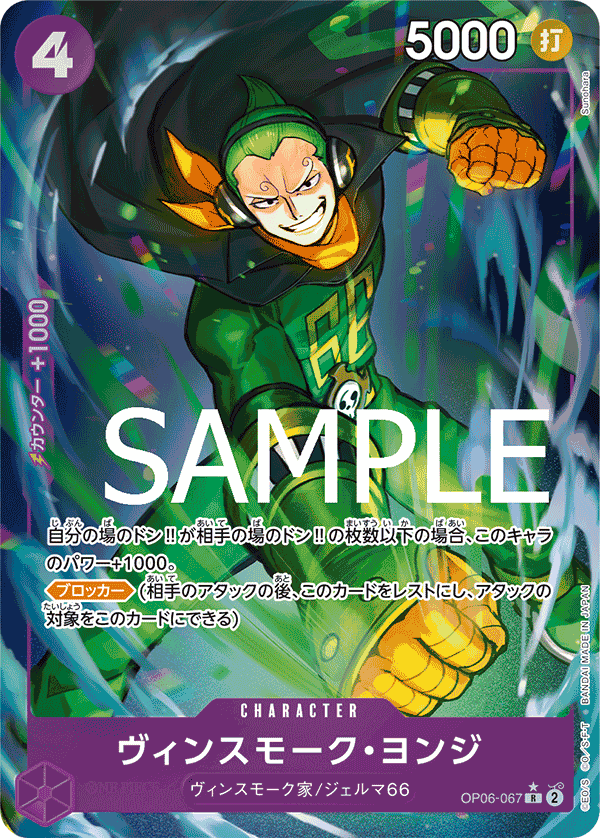 4
5000 打
Sunohara
カウンター +1000
66
SAMPLE
自分の場のドン!!が相手の場のドン!!の枚数以下の場合、このキャラ
のパワー+1000。
ブロッカー (相手のアタックの後、このカードをレストにし、アタックの
対象をこのカードにできる)
©E.O/S ©O/S･F･T BANDAI MADE IN JAPAN
CHARACTER
ヴィンスモーク・ヨンジ
ヴィンスモーク家/ジェルマ66
OP06-067 R 2